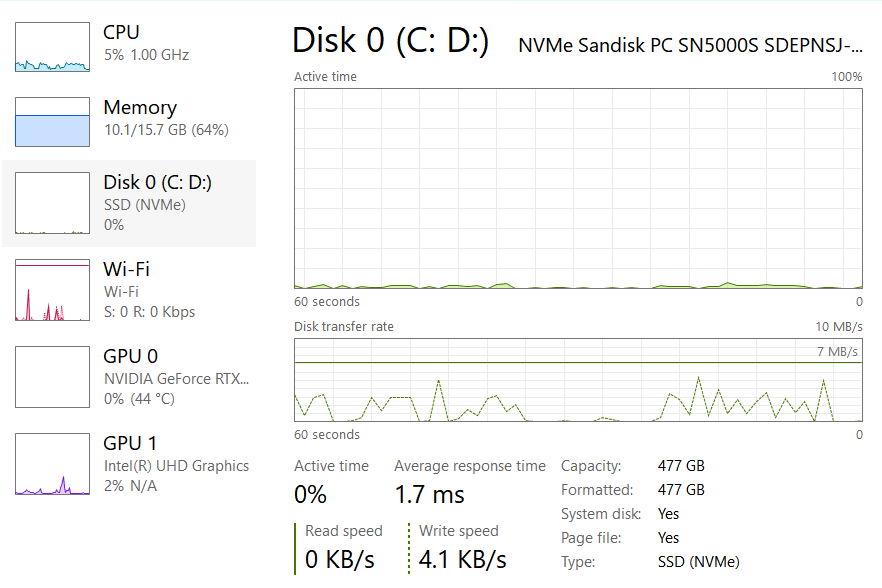 CPU
5% 1.00 GHz
Memory
10.1/15.7 GB (64%)
Disk 0 (C: D:)
SSD (NVMe)
0%
Wi-Fi
Wi-Fi
S: 0 R: 0 Kbps
GPU 0
NVIDIA GeForce RTX...
0% (44 °C)
GPU 1
Intel(R) UHD Graphics
2% N/A
Disk 0 (C: D:) NVMe Sandisk PC SN5000S SDEPNSJ-...
Active time 100%
60 seconds 0
Disk transfer rate 10 MB/s
7 MB/s
60 seconds 0
Active time
0%
Average response time
1.7 ms
Read speed
0 KB/s
Write speed
4.1 KB/s
Capacity: 477 GB
Formatted: 477 GB
System disk: Yes
Page file: Yes
Type: SSD (NVMe)